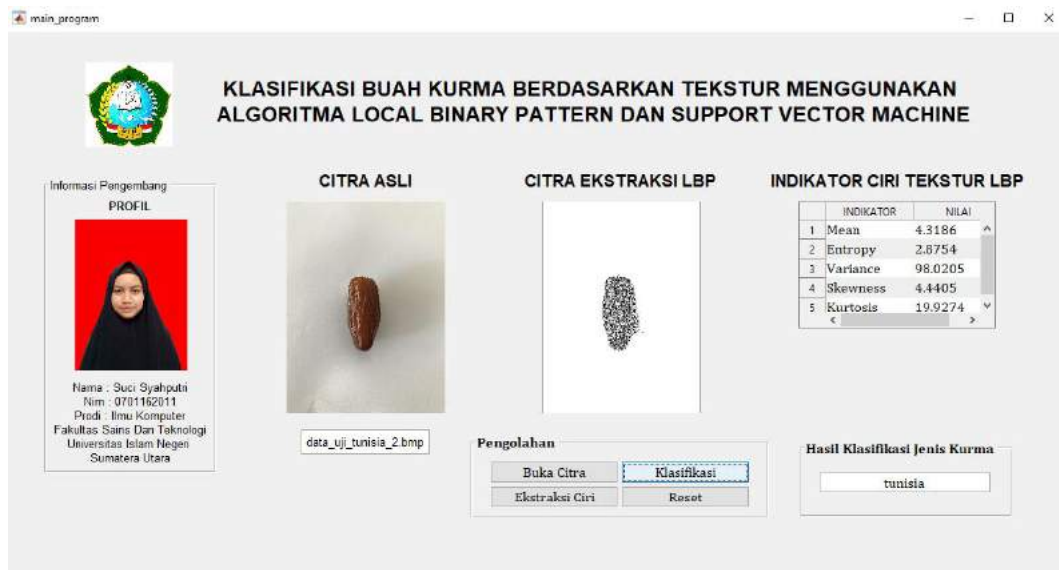 main_program
KLASIFIKASI BUAH KURMA BERDASARKAN TEKSTUR MENGGUNAKAN
ALGORITMA LOCAL BINARY PATTERN DAN SUPPORT VECTOR MACHINE
Informasi Pengembang
PROFIL
Nama : Suci Syahputri
Nim : 0701162011
Prodi : Ilmu Komputer
Fakultas Sains Dan Teknologi
Universitas Islam Negeri
Sumatera Utara
CITRA ASLI
data_uji_tunisia_2.bmp
CITRA EKSTRAKSI LBP
INDIKATOR CIRI TEKSTUR LBP
INDIKATOR NILAI
1 Mean 4.3186
2 Entropy 2.8754
3 Variance 98.0205
4 Skewness 4.4405
5 Kurtosis 19.9274
Pengolahan
Buka Citra Klasifikasi
Ekstraksi Ciri Reset
Hasil Klasifikasi Jenis Kurma
tunisia